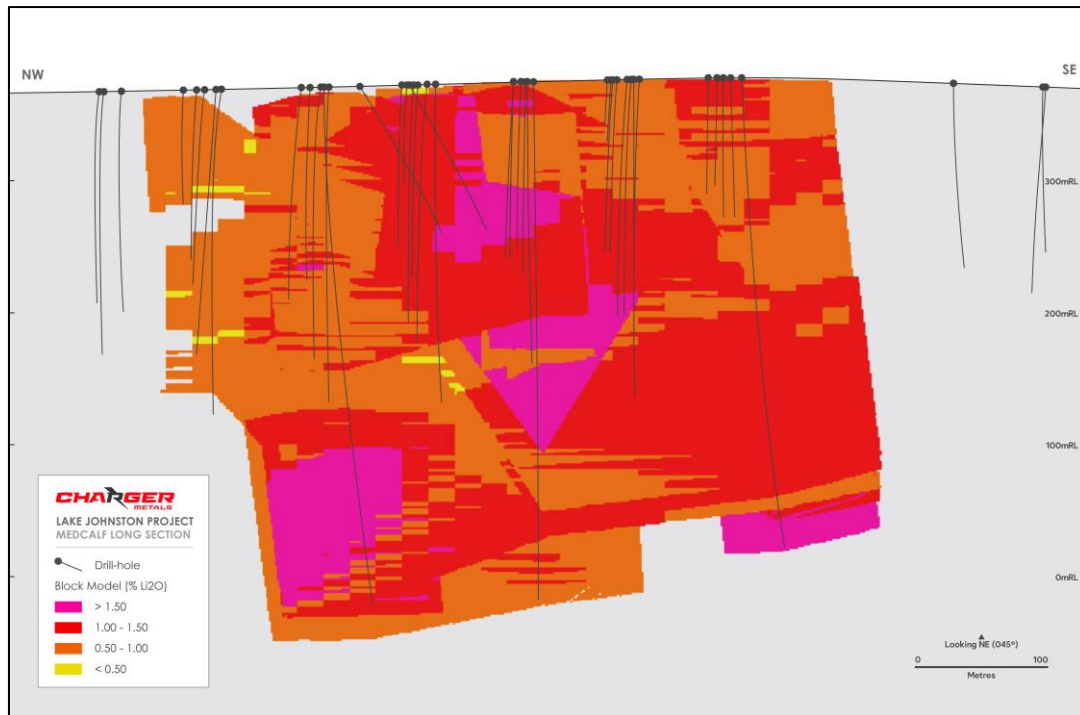 NW
SE
300mRL
200mRL
100mRL
0mRL
CHARGER
METALS
LAKE JOHNSTON PROJECT
MEDCALF LONG SECTION
Drill-hole
Block Model (% Li2O)
> 1.50
1.00 - 1.50
0.50 - 1.00
< 0.50
Looking NE (045°)
0 100
Metres